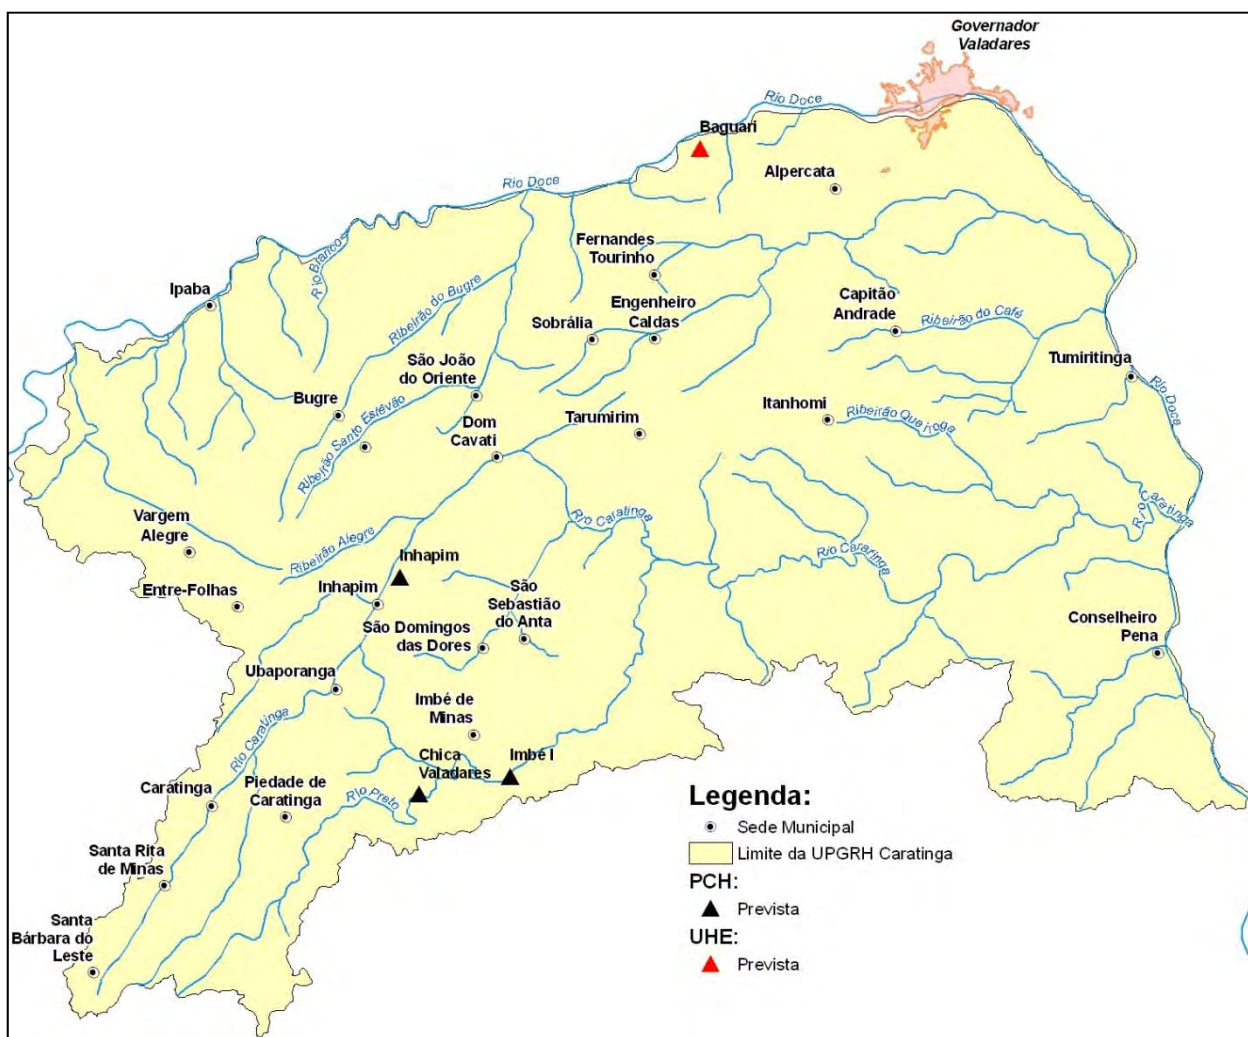 Governador
Valadares
Rio Doce
Baguari
Alpercata
Rio Doce
Fernandes
Tourinho
Rio Branco
Ipaba
Ribeirão do Bugre
Engenheiro
Caldas
Sobrália
Capitão
Andrade
Ribeirão do Café
Tumiritinga
Rio Doce
São João
do Oriente
Bugre
Ribeirão Santo Estêvão
Dom
Cavati
Tarumirim
Itanhomi
Ribeirão Queiroga
Rio Caratinga
Rio Caratinga
Vargem
Alegre
Ribeirão Alegre
Inhapim
Rio Caratinga
Entre-Folhas
Inhapim
São
Sebastião
do Anta
São Domingos
das Dores
Conselheiro
Pena
Ubaporanga
Imbé de
Minas
Rio Caratinga
Chica
Valadares
Imbé I
Caratinga
Piedade de
Caratinga
Rio Preto
Santa Rita
de Minas
Santa
Bárbara do
Leste
Legenda:
Sede Municipal
Limite da UPGRH Caratinga
PCH:
Prevista
UHE:
Prevista